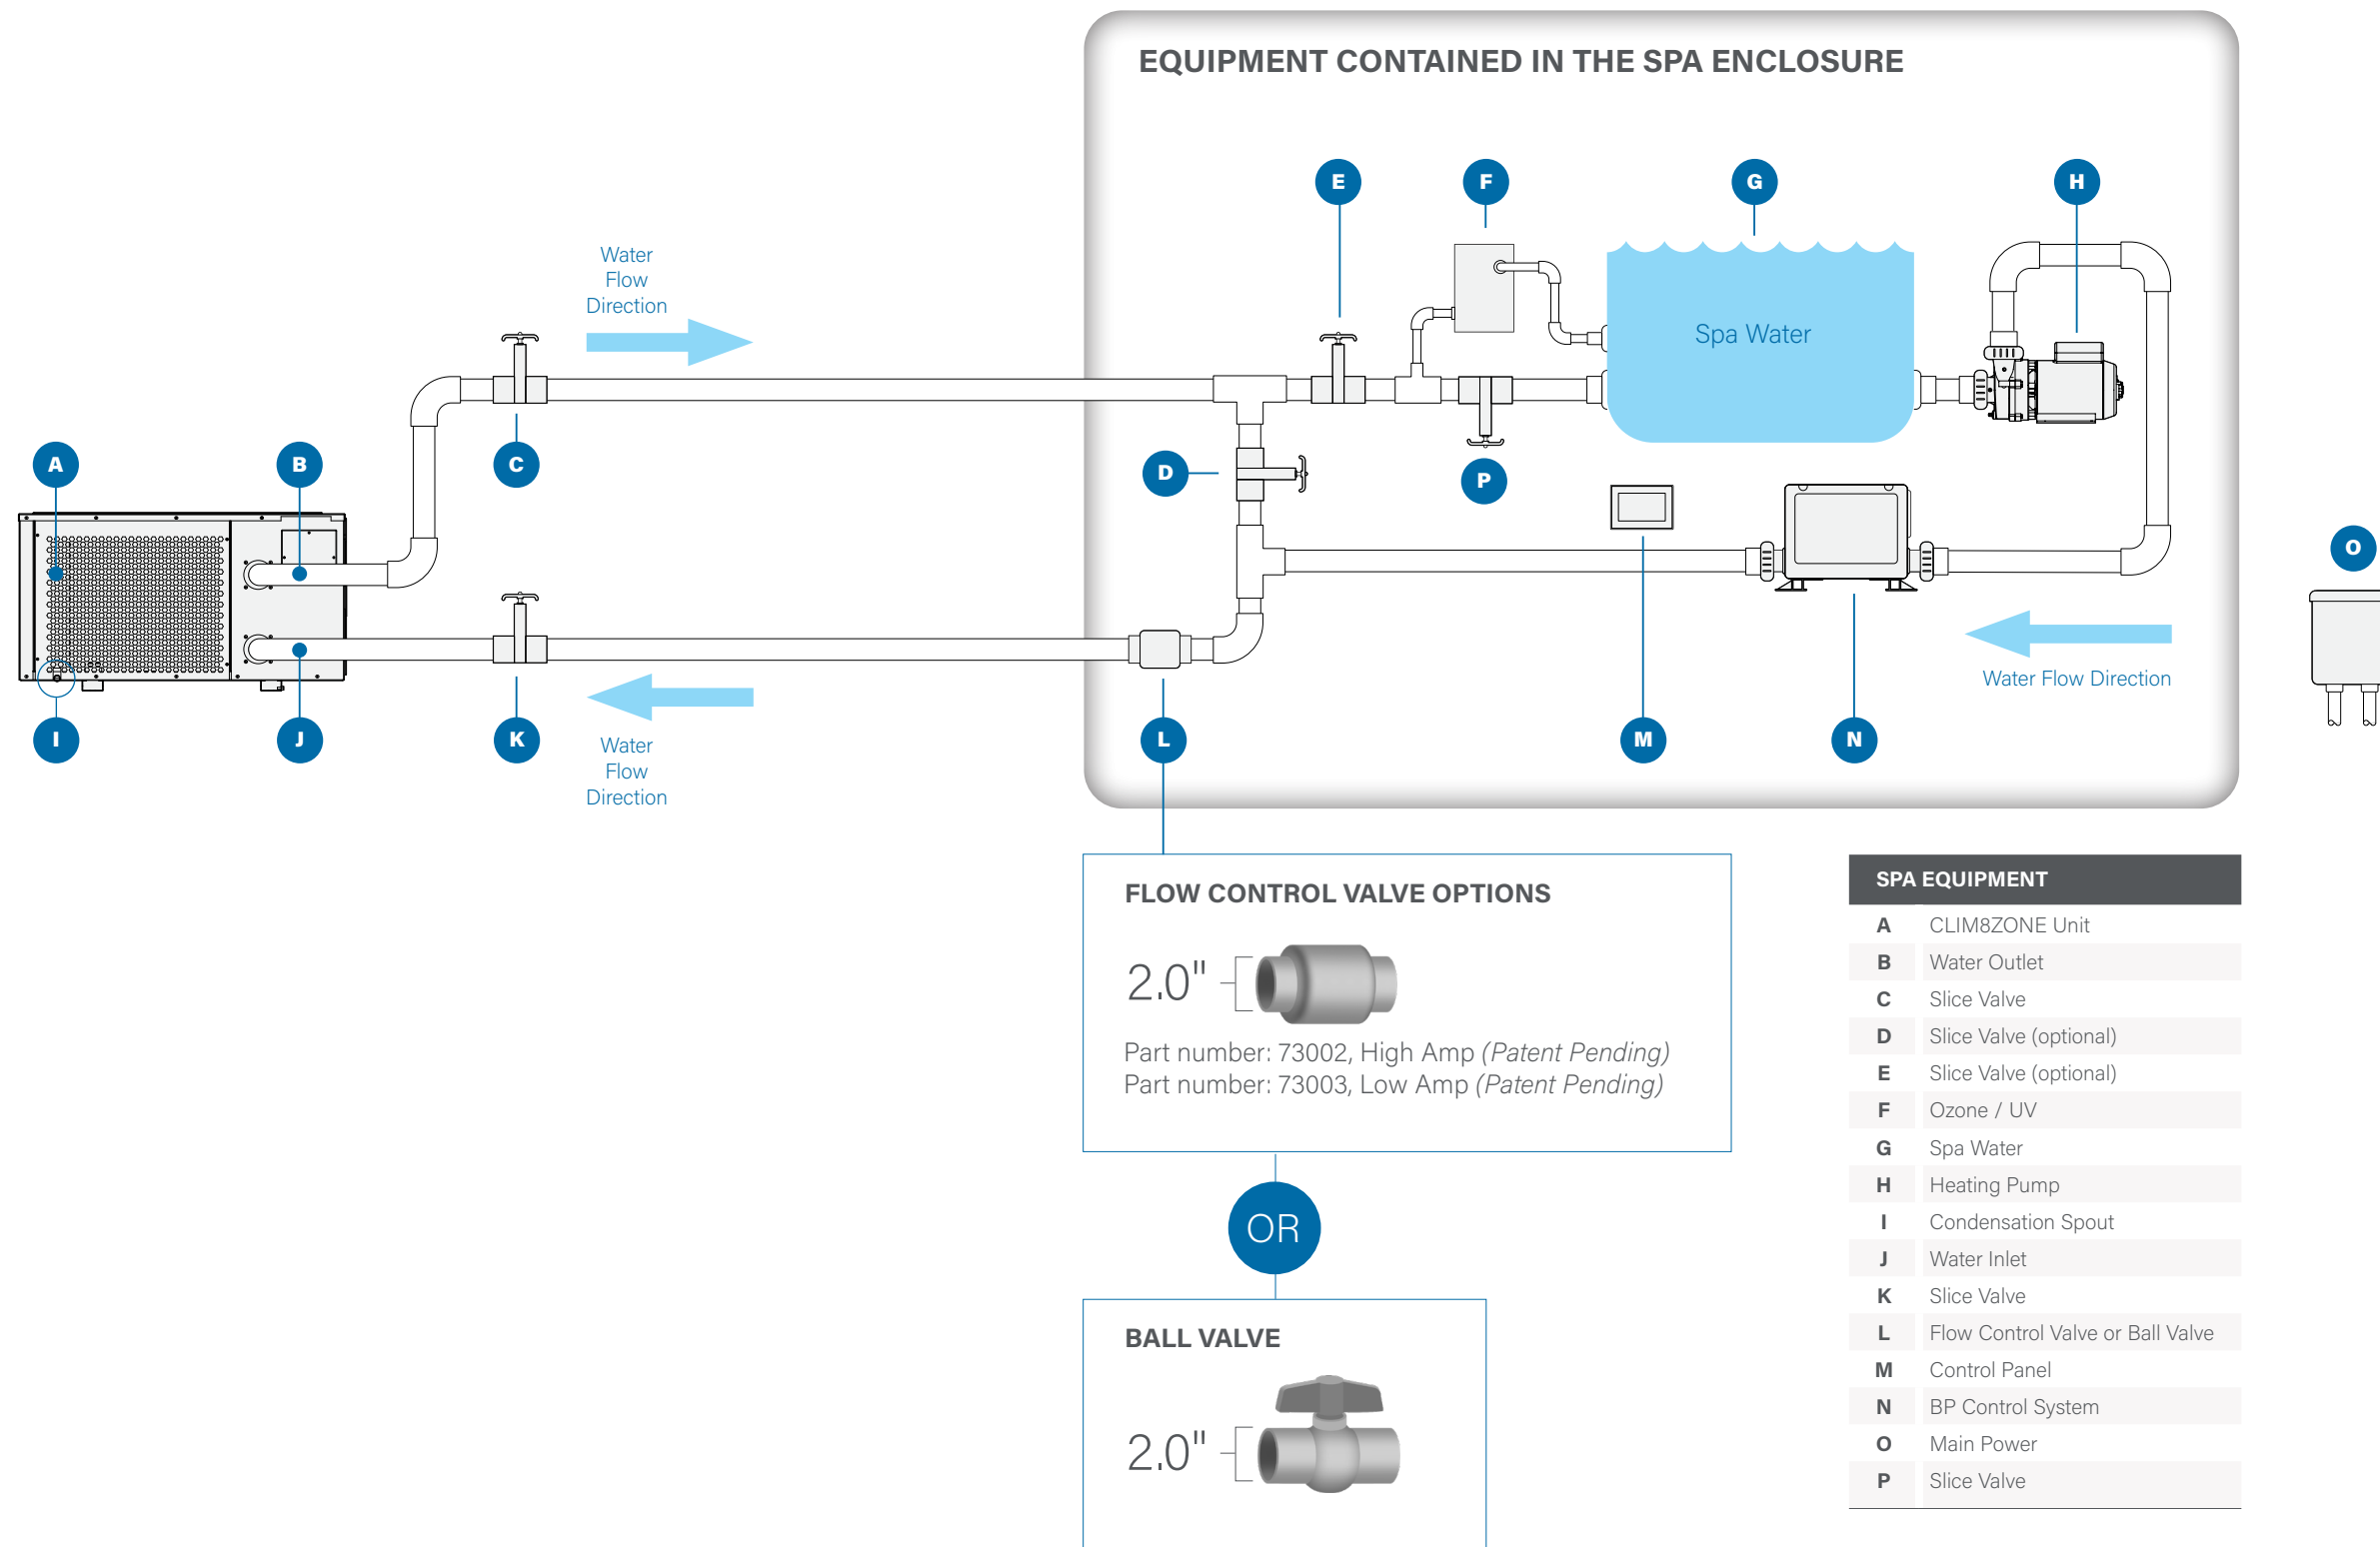 EQUIPMENT CONTAINED IN THE SPA ENCLOSURE
E
F
G
H
Water
Flow
Direction
Spa Water
A
B
C
D
P
O
Water Flow Direction
I
J
K
L
M
N
Water
Flow
Direction
FLOW CONTROL VALVE OPTIONS
2.0"
Part number: 73002, High Amp (Patent Pending)
Part number: 73003, Low Amp (Patent Pending)
OR
BALL VALVE
2.0"
SPA EQUIPMENT
A CLIM8ZONE Unit
B Water Outlet
C Slice Valve
D Slice Valve (optional)
E Slice Valve (optional)
F Ozone / UV
G Spa Water
H Heating Pump
I Condensation Spout
J Water Inlet
K Slice Valve
L Flow Control Valve or Ball Valve
M Control Panel
N BP Control System
O Main Power
P Slice Valve